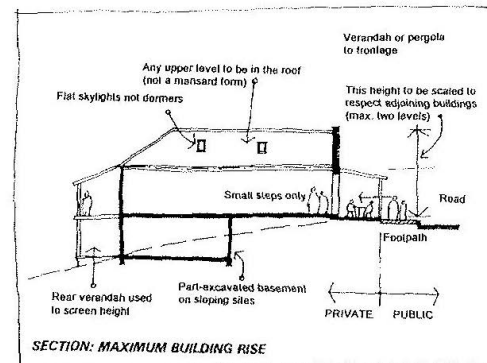 Verandah or pergola
to frontage
Any upper level to be in the roof
(not a mansard form)
Flat skylights not dormers
This height to be scaled to
respect adjoining buildings
(max. two levels)
Small steps only
Road
Footpath
Rear verandah used
to screen height
Part-excavated basement
on sloping sites
PRIVATE
PUBLIC
SECTION: MAXIMUM BUILDING RISE